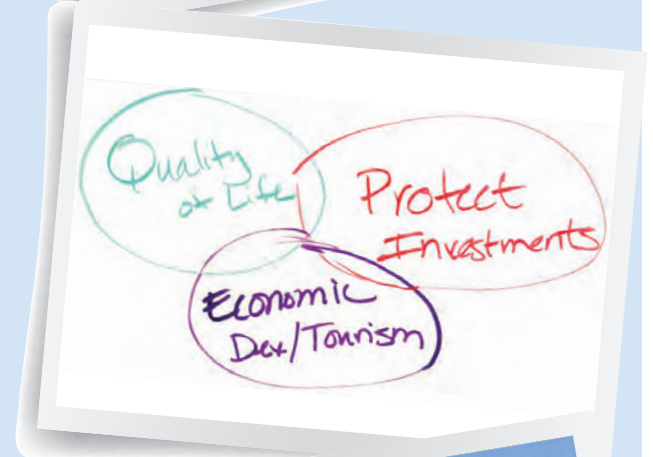 Quality
of Life
Protect
Investments
Economic
Dev/Tourism